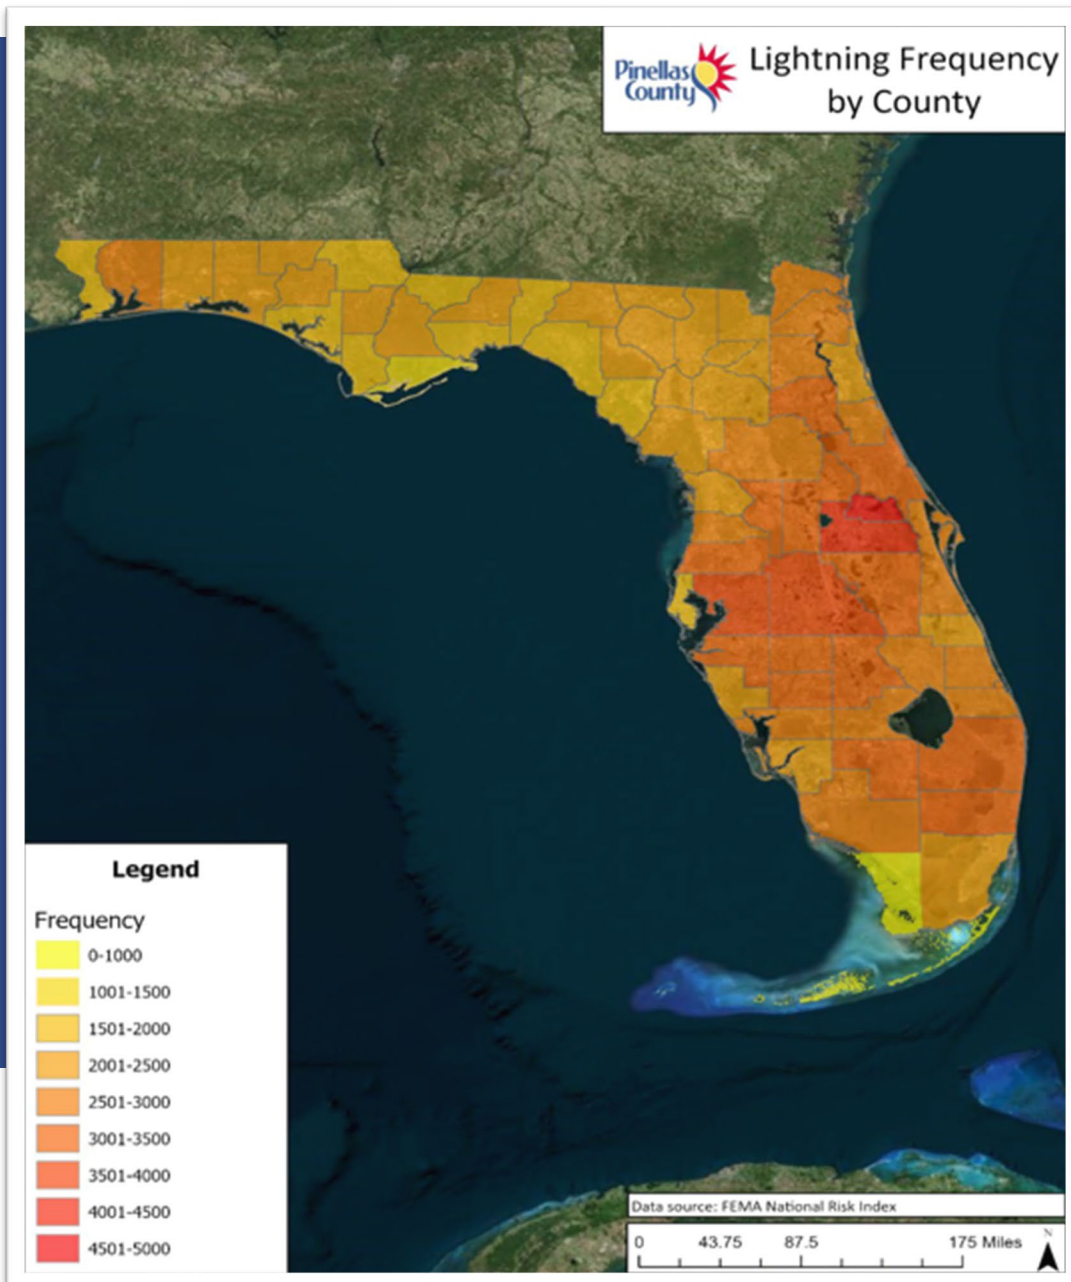 Pinellas
County
Lightning Frequency
by County
Legend
Frequency
0-1000
1001-1500
1501-2000
2001-2500
2501-3000
3001-3500
3501-4000
4001-4500
4501-5000
Data source: FEMA National Risk Index
0 43.75 87.5 175 Miles
N